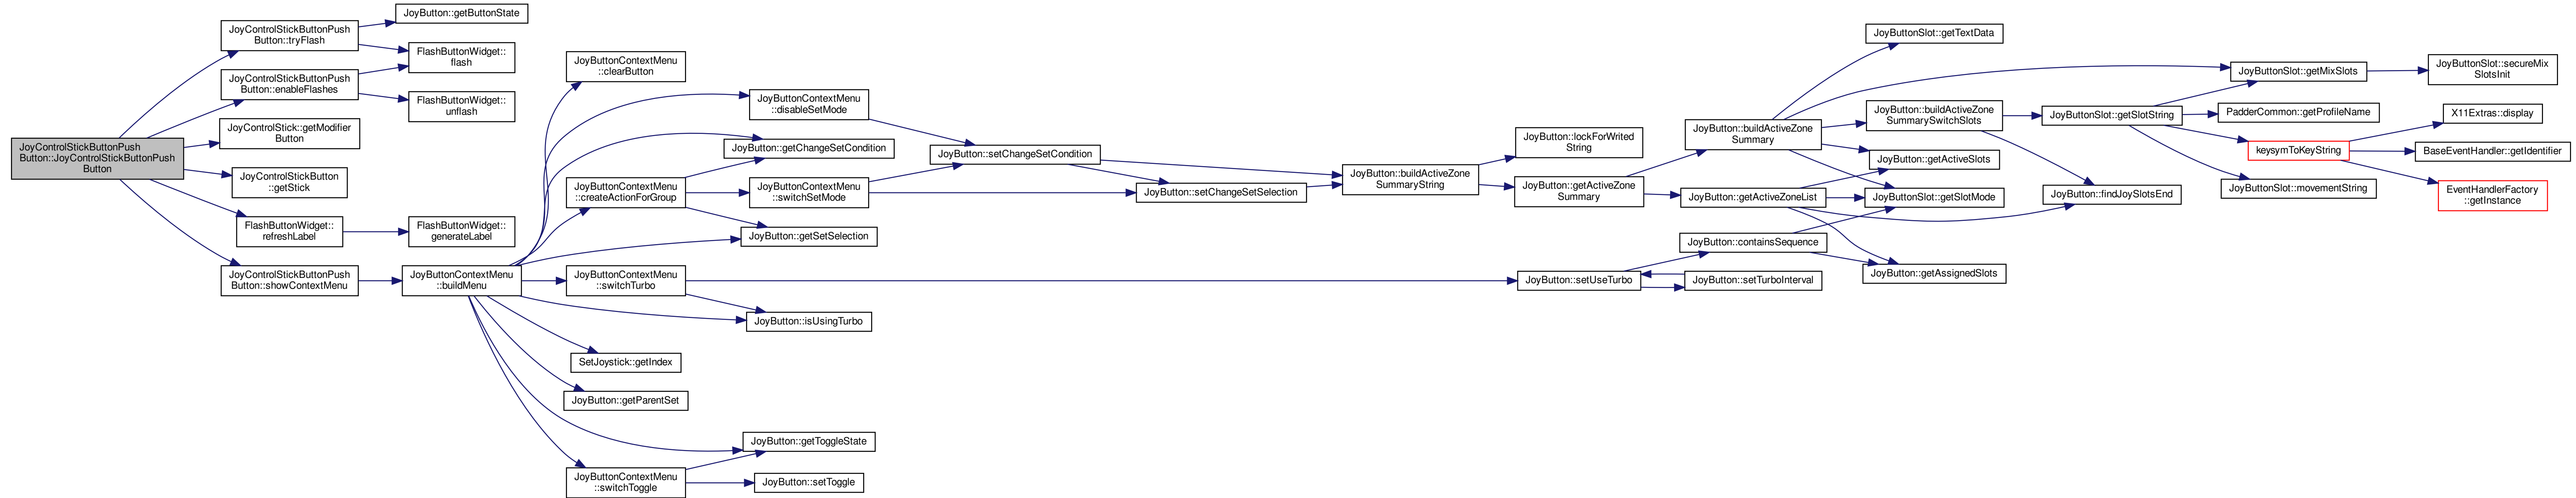 JoyControlStickButtonPush
Button::JoyControlStickButtonPush
Button
JoyControlStickButtonPush
Button::tryFlash
JoyButton::getButtonState
FlashButtonWidget::
flash
JoyControlStickButtonPush
Button::enableFlashes
FlashButtonWidget::
unflash
JoyControlStick::getModifier
Button
JoyControlStickButton
::getStick
FlashButtonWidget::
refreshLabel
FlashButtonWidget::
generateLabel
JoyControlStickButtonPush
Button::showContextMenu
JoyButtonContextMenu
::buildMenu
JoyButtonContextMenu
::clearButton
JoyButtonContextMenu
::disableSetMode
JoyButton::getChangeSetCondition
JoyButtonContextMenu
::createActionForGroup
JoyButtonContextMenu
::switchSetMode
JoyButton::getSetSelection
JoyButtonContextMenu
::switchTurbo
JoyButton::isUsingTurbo
SetJoystick::getIndex
JoyButton::getParentSet
JoyButton::getToggleState
JoyButtonContextMenu
::switchToggle
JoyButton::setToggle
JoyButton::setChangeSetCondition
JoyButton::setChangeSetSelection
JoyButton::buildActiveZone
SummaryString
JoyButton::lockForWrited
String
JoyButton::getActiveZone
Summary
JoyButton::setUseTurbo
JoyButton::buildActiveZone
Summary
JoyButton::getActiveZoneList
JoyButton::containsSequence
JoyButton::setTurboInterval
JoyButtonSlot::getTextData
JoyButton::buildActiveZone
SummarySwitchSlots
JoyButton::getActiveSlots
JoyButtonSlot::getSlotMode
JoyButton::getAssignedSlots
JoyButtonSlot::getSlotString
JoyButton::findJoySlotsEnd
JoyButtonSlot::getMixSlots
JoyButtonSlot::secureMix
SlotsInit
PadderCommon::getProfileName
keysymToKeyString
JoyButtonSlot::movementString
X11Extras::display
BaseEventHandler::getIdentifier
EventHandlerFactory
::getInstance